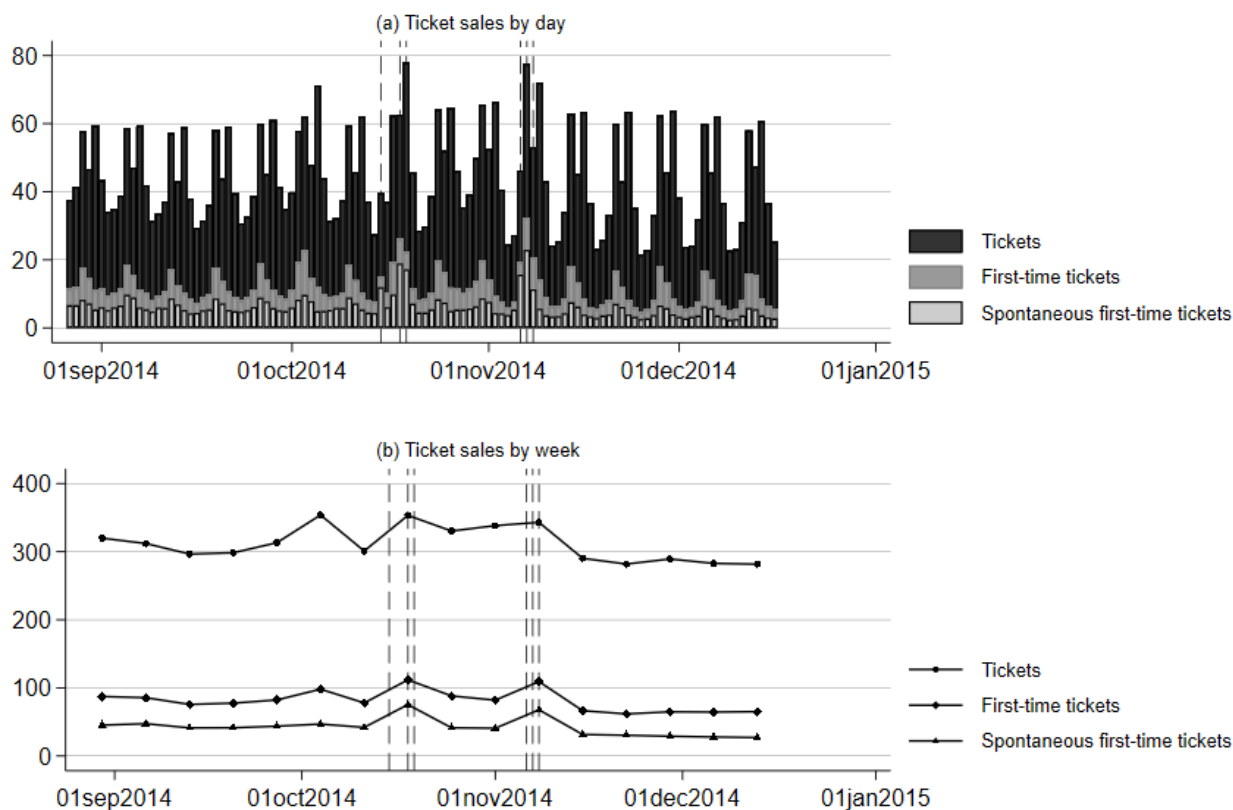 (a) Ticket sales by day
80
60
40
20
0
01sep2014 01oct2014 01nov2014 01dec2014 01jan2015
Tickets
First-time tickets
Spontaneous first-time tickets
(b) Ticket sales by week
400
300
200
100
0
01sep2014 01oct2014 01nov2014 01dec2014 01jan2015
Tickets
First-time tickets
Spontaneous first-time tickets